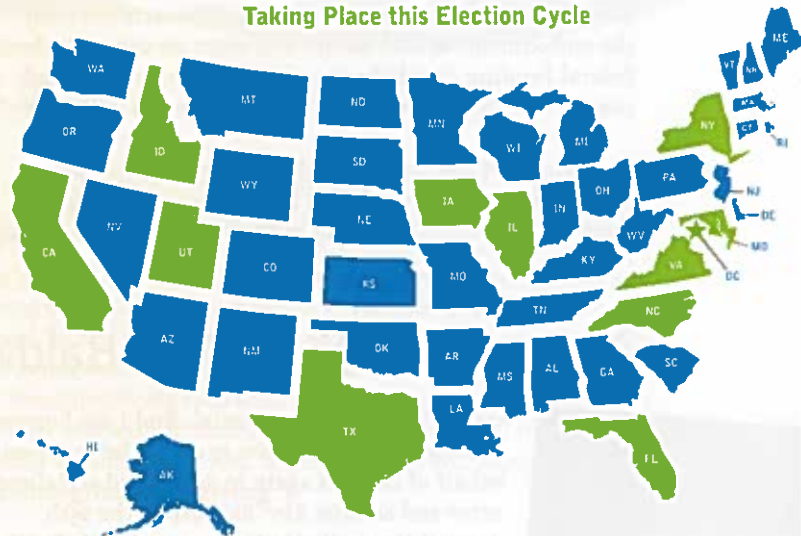 Taking Place this Election Cycle
WA
MT
ND
MN
VT
NH
ME
OR
ID
WY
SD
WI
MI
NY
MA
CT
RI
NV
UT
NE
IA
IL
IN
OH
PA
NJ
CA
CO
KS
MO
KY
WV
VA
DE
MD
DC
AZ
NM
OK
AR
TN
NC
TX
LA
MS
AL
GA
SC
HI
AK
FL